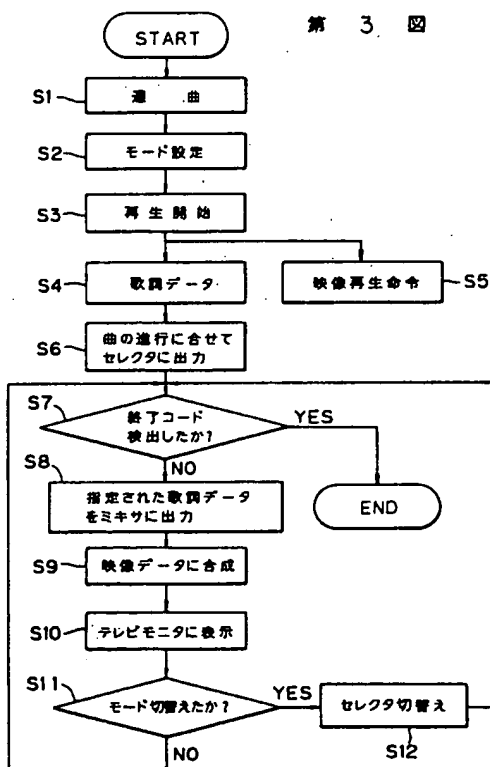 第 3 図
START
S1
選 曲
S2
モード設定
S3
再生開始
S4
歌詞データ
映像再生命令
S5
S6
曲の進行に合せて
セレクタに出力
S7
終了コード
検出したか?
YES
NO
END
S8
指定された歌詞データ
をミキサに出力
S9
映像データに合成
S10
テレビモニタに表示
S11
モード切替えたか?
YES
セレクタ切替え
S12
NO